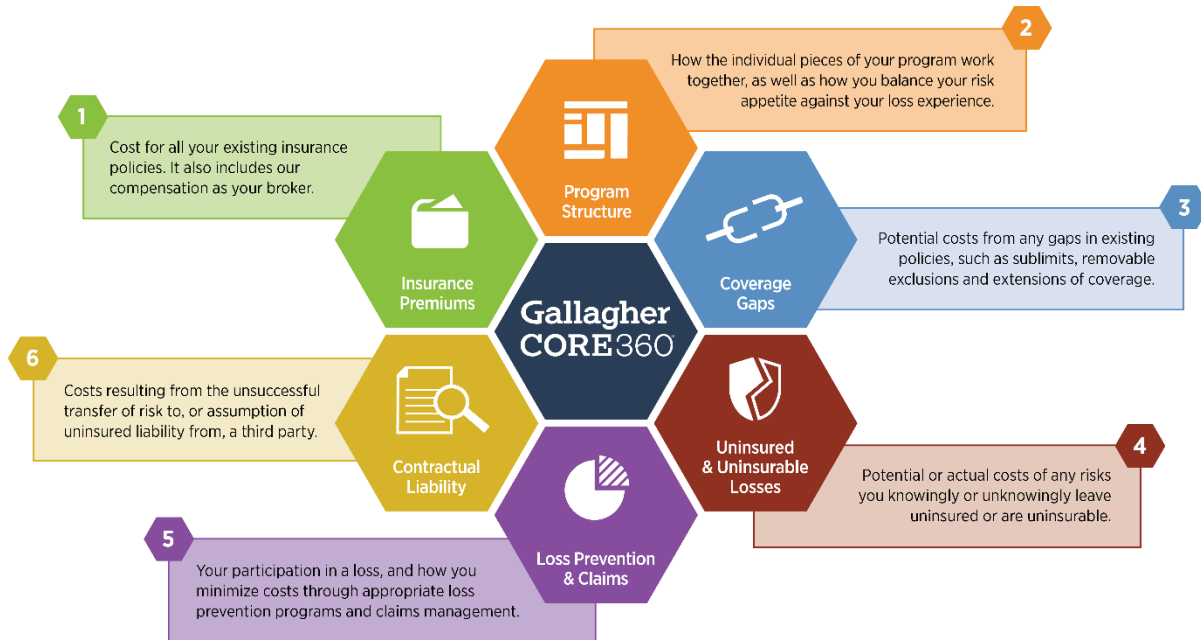 1
Cost for all your existing insurance
policies. It also includes our
compensation as your broker.
Insurance
Premiums
2
How the individual pieces of your program work
together, as well as how you balance your risk
appetite against your loss experience.
Program
Structure
3
Potential costs from any gaps in existing
policies, such as sublimits, removable
exclusions and extensions of coverage.
Coverage
Gaps
Gallagher
CORE360
4
Potential or actual costs of any risks
you knowingly or unknowingly leave
uninsured or are uninsurable.
Uninsured
& Uninsurable
Losses
5
Your participation in a loss, and how you
minimize costs through appropriate loss
prevention programs and claims management.
Loss Prevention
& Claims
6
Costs resulting from the unsuccessful
transfer of risk to, or assumption of
uninsured liability from, a third party.
Contractual
Liability